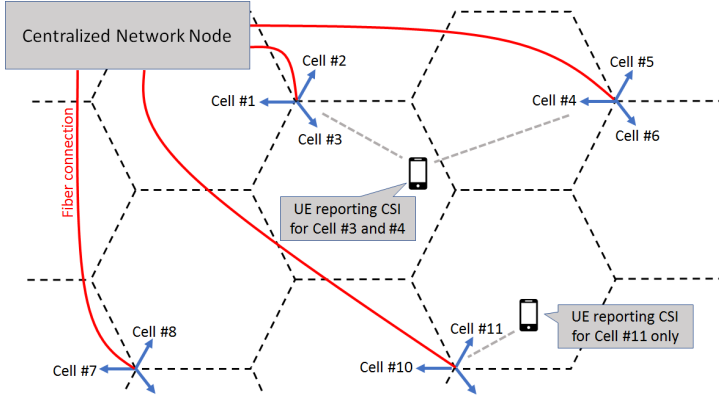 Centralized Network Node
Cell #2
Cell #1
Cell #3
Cell #5
Cell #4
Cell #6
Fiber connection
UE reporting CSI
for Cell #3 and #4
UE reporting CSI
for Cell #11 only
Cell #8
Cell #7
Cell #11
Cell #10